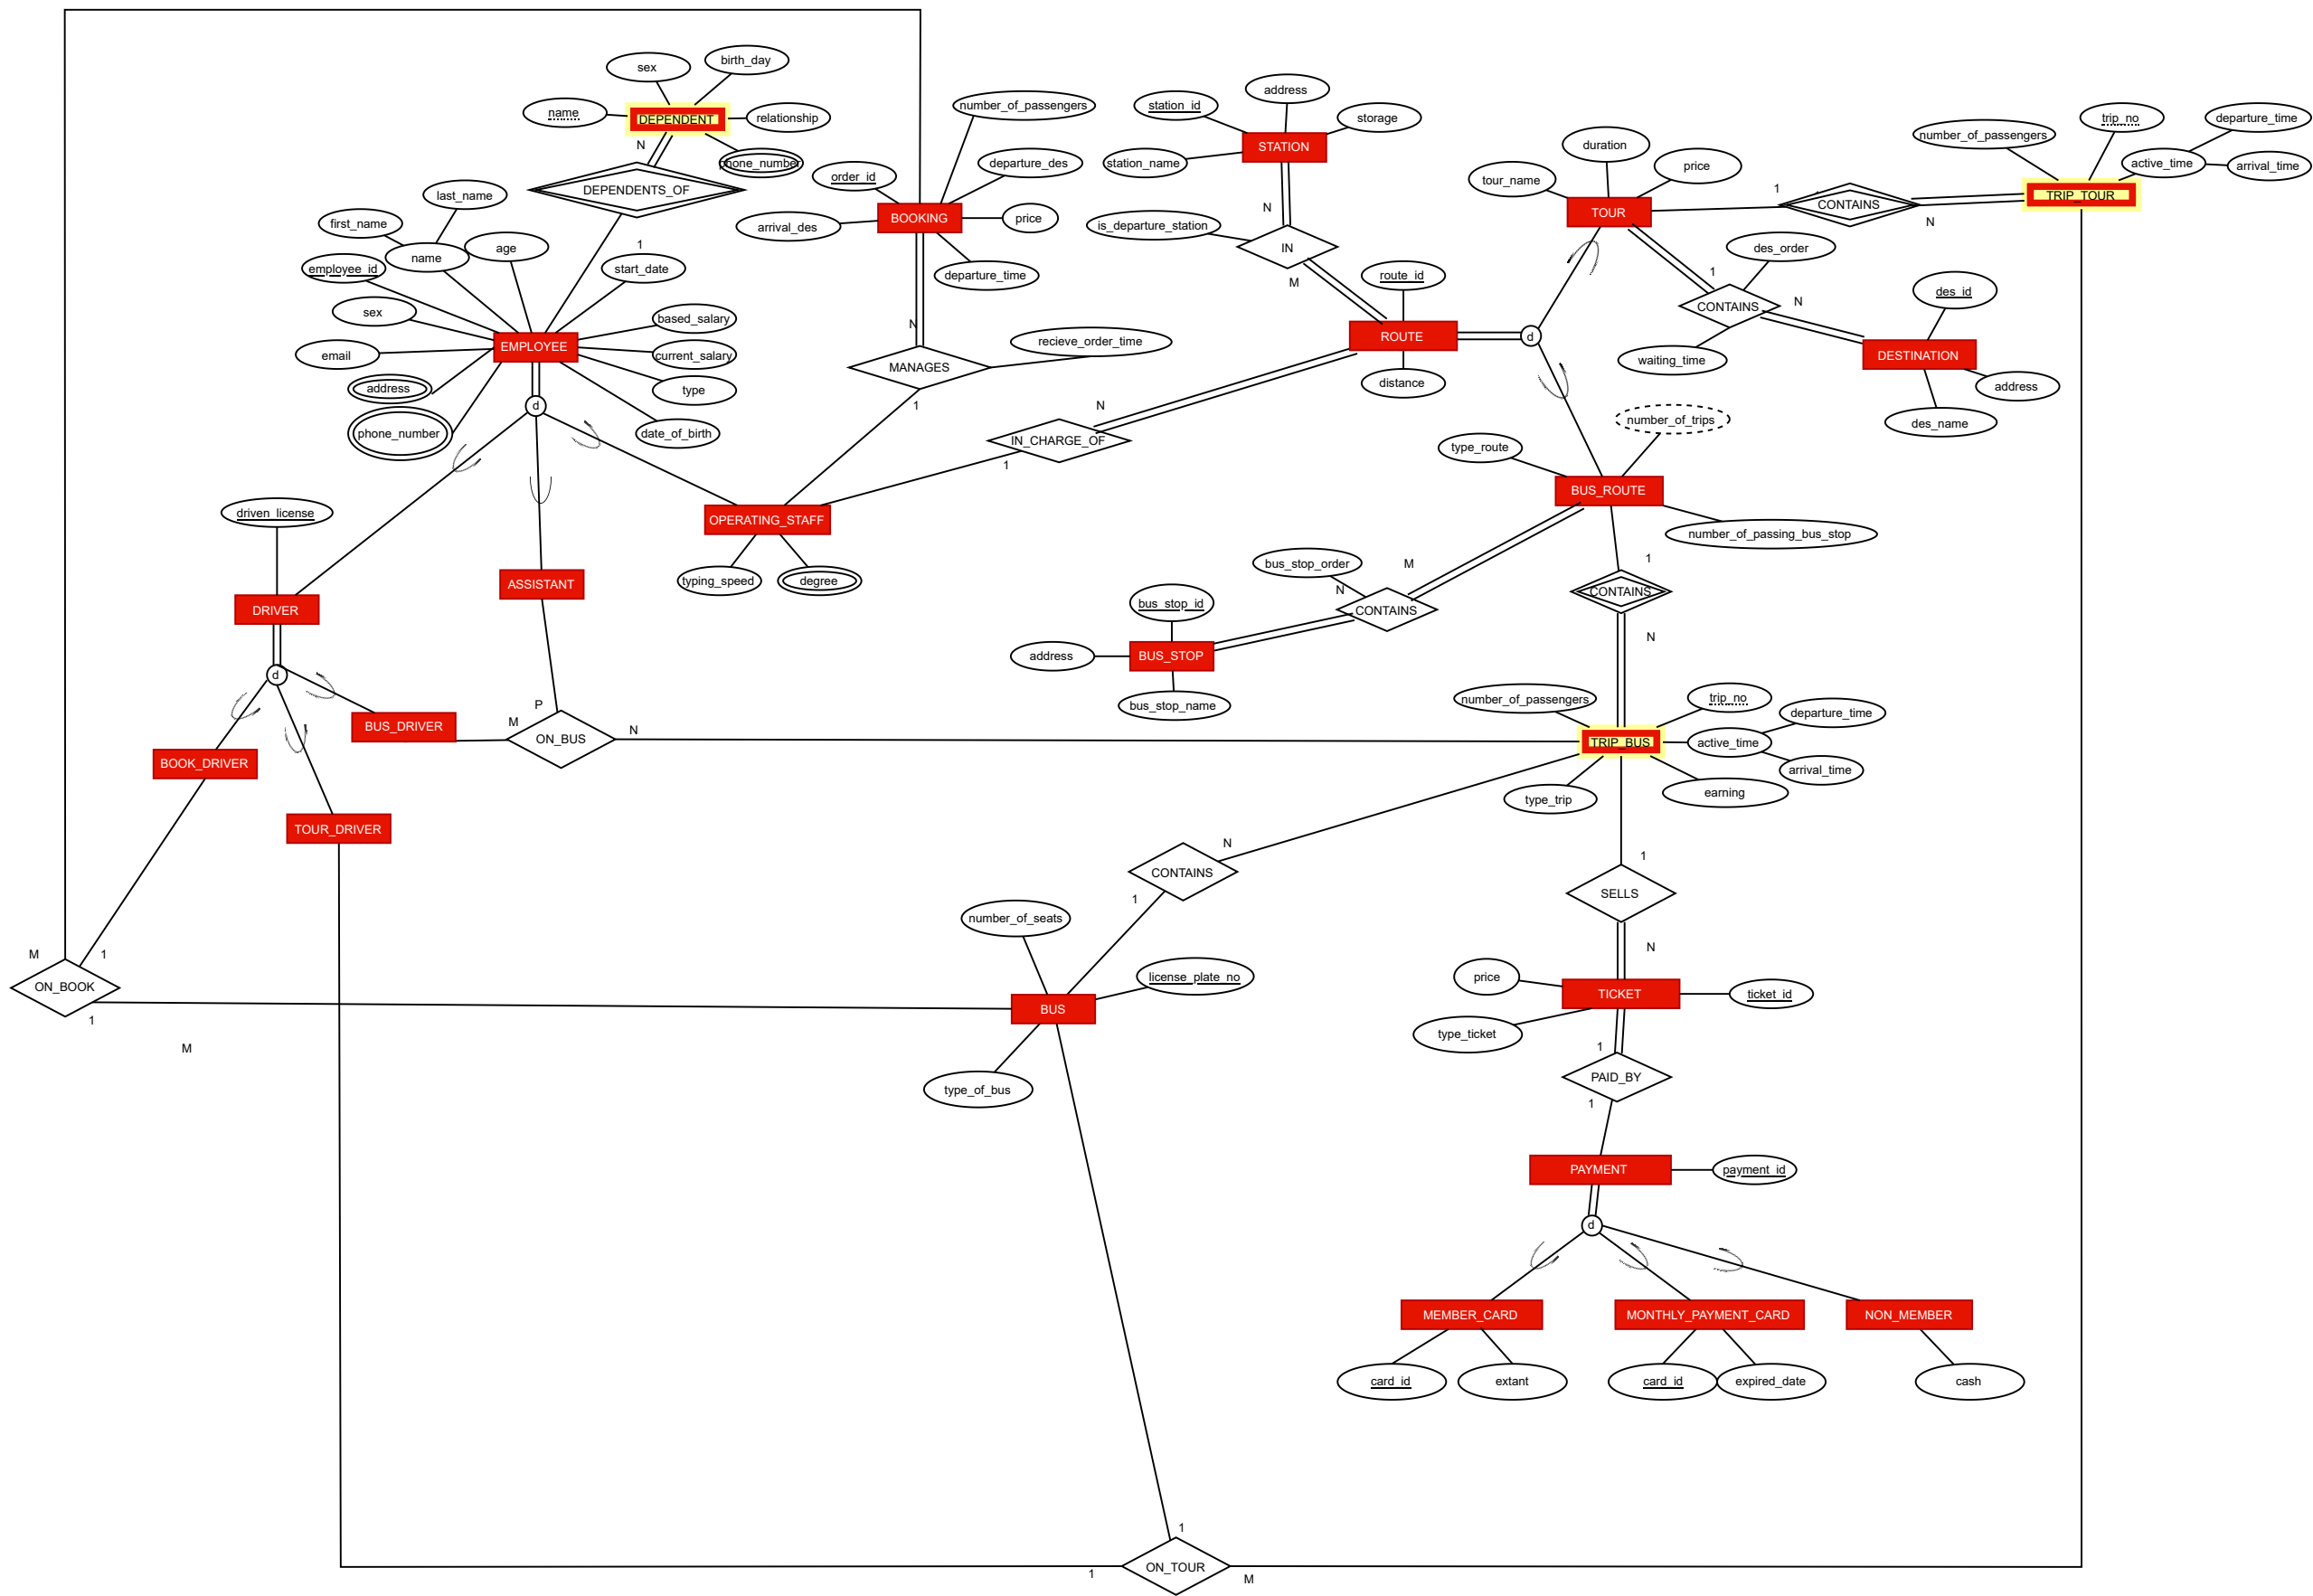 sex
birth_day
name
DEPENDENT
relationship
phone_number
N
DEPENDENTS_OF
number_of_passengers
order_id
departure_des
BOOKING
price
arrival_des
departure_time
station_id
address
storage
STATION
station_name
N
is_departure_station
IN
M
duration
tour_name
price
TOUR
1
CONTAINS
N
number_of_passengers
trip_no
departure_time
active_time
arrival_time
TRIP_TOUR
des_order
1
CONTAINS
N
waiting_time
des_id
DESTINATION
address
des_name
last_name
first_name
name
age
1
employee_id
start_date
sex
based_salary
EMPLOYEE
email
current_salary
address
type
phone_number
date_of_birth
d
N
MANAGES
recieve_order_time
1
route_id
ROUTE
d
distance
N
IN_CHARGE_OF
1
number_of_trips
type_route
BUS_ROUTE
number_of_passing_bus_stop
driven_license
OPERATING_STAFF
typing_speed
degree
ASSISTANT
DRIVER
d
bus_stop_order
M
N
CONTAINS
bus_stop_id
address
BUS_STOP
bus_stop_name
1
CONTAINS
N
BUS_DRIVER
BOOK_DRIVER
TOUR_DRIVER
P
M
ON_BUS
N
number_of_passengers
trip_no
departure_time
TRIP_BUS
active_time
arrival_time
type_trip
earning
N
CONTAINS
1
1
SELLS
N
number_of_seats
license_plate_no
BUS
type_of_bus
M
1
ON_BOOK
1
M
price
TICKET
ticket_id
type_ticket
1
PAID_BY
1
PAYMENT
payment_id
d
MEMBER_CARD
MONTHLY_PAYMENT_CARD
NON_MEMBER
card_id
extant
card_id
expired_date
cash
1
ON_TOUR
1
M